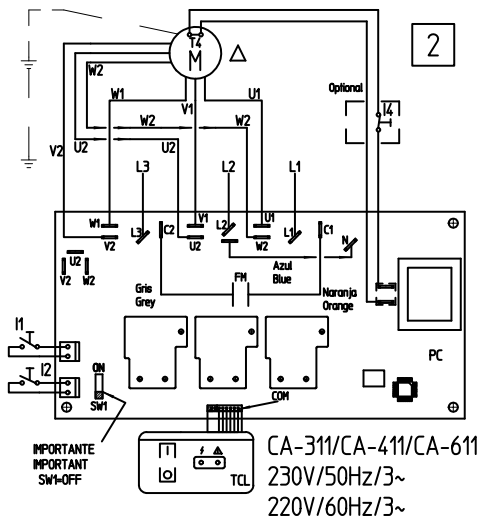 2
T4
M
Δ
W2
W1
V1
U1
Optional
I4
W2
W2
V2
U2
U2
L3
L2
L1
W1
V1
U1
V2
L3
C2
U2
L2
W2
L1
C1
N
U2
V2
W2
Azul
Blue
Gris
Grey
FM
Naranja
Orange
PC
I1
I2
ON
SW1
COM
IMPORTANTE
IMPORTANT
SW1=OFF
TCL
CA-311/CA-411/CA-611
230V/50Hz/3~
220V/60Hz/3~